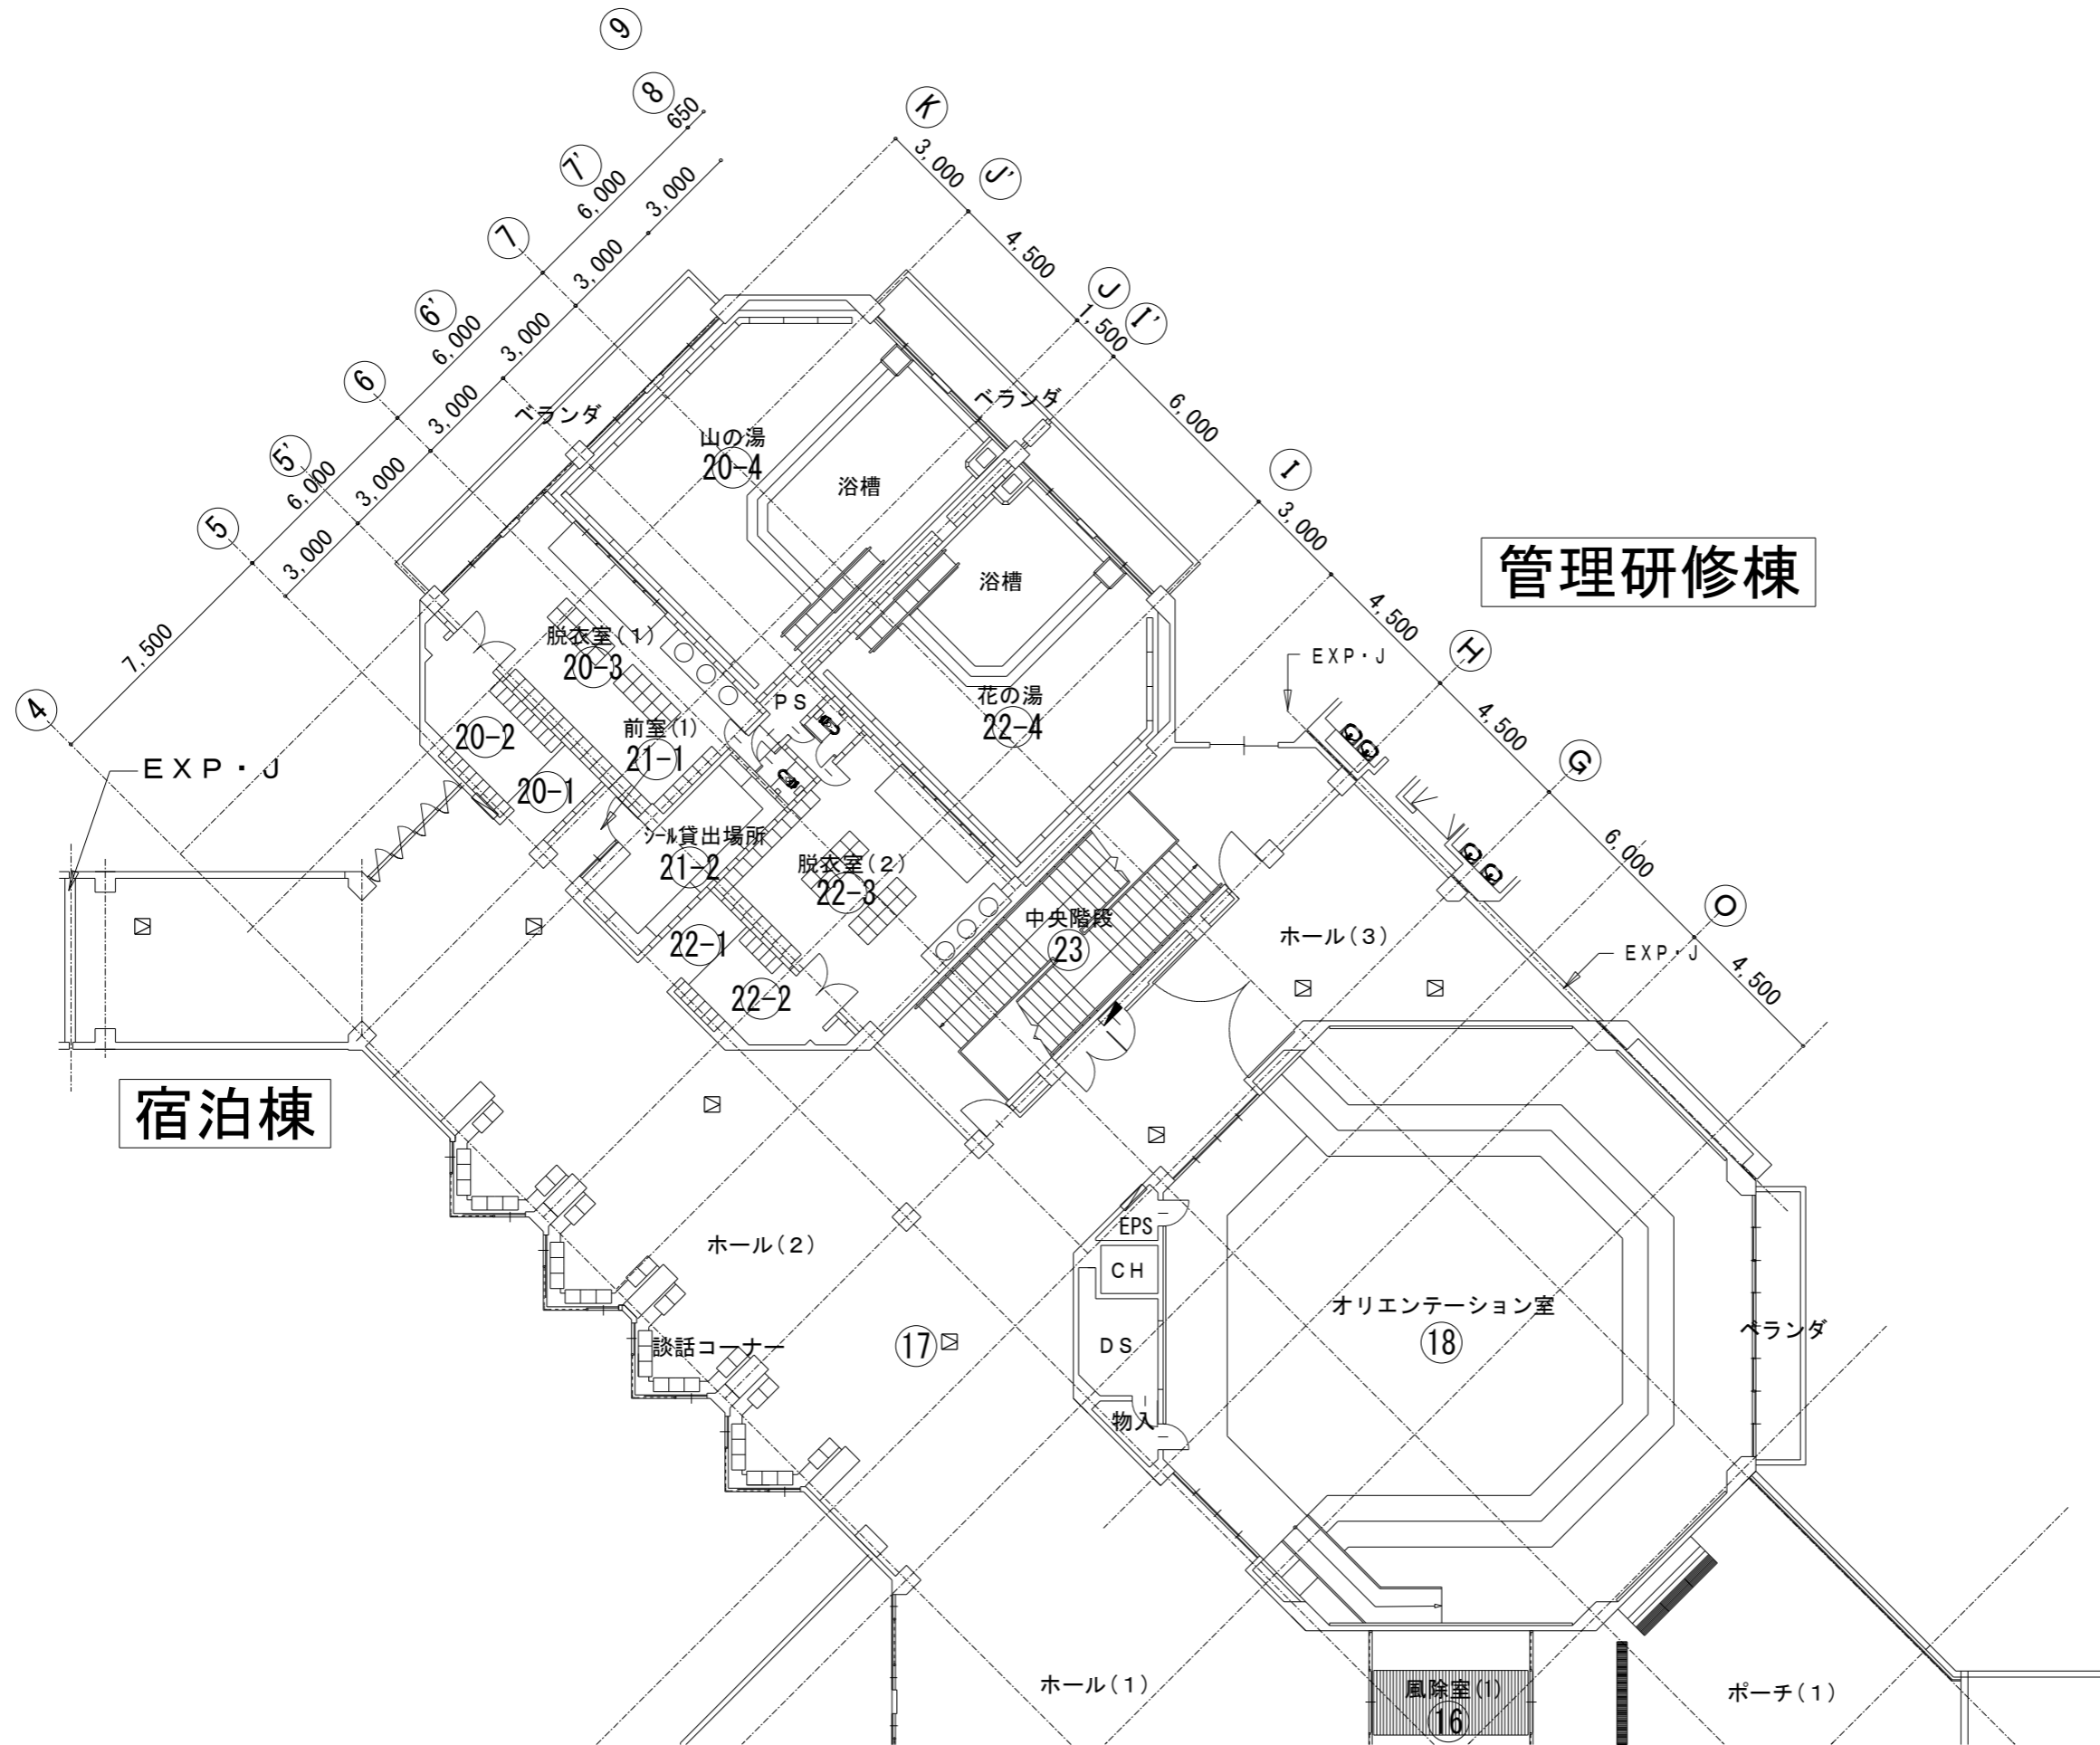 9
8
650
K
3,000
7'
J'
6,000
3,000
7
4,500
3,000
J
I'
6'
1,500
6,000
3,000
6
ベランダ
ベランダ
6,000
3,000
山の湯
20-4
5'
I
6,000
3,000
浴槽
5
3,000
3,000
管理研修棟
浴槽
4,500
7,500
脱衣室(1)
20-3
H
EXP・J
4
PS
花の湯
22-4
前室(1)
21-1
20-2
4,500
G
EXP・J
20-1
シール貸出場所
21-2
脱衣室(2)
22-3
6,000
O
中央階段
23
22-1
ホール(3)
EXP・J
22-2
4,500
宿泊棟
EPS
ホール(2)
CH
オリエンテーション室
18
談話コーナー
17
DS
ベランダ
物入
ホール(1)
風除室(1)
16
ポーチ(1)